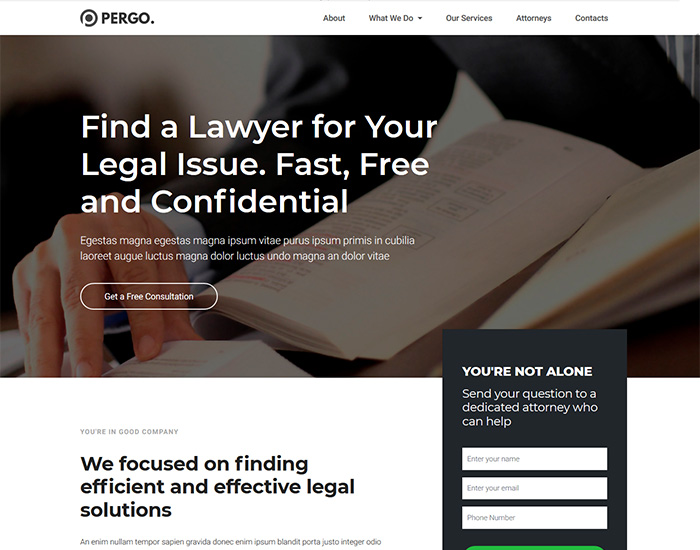 PERGO.
About
What We Do
Our Services
Attorneys
Contacts
Find a Lawyer for Your
Legal Issue. Fast, Free
and Confidential
Egestas magna egestas magna ipsum vitae purus ipsum primis in cubilia
laoreet augue luctus magna dolor luctus undo magna an dolor vitae
Get a Free Consultation
YOU'RE NOT ALONE
Send your question to a
dedicated attorney who
can help
Enter your name
Enter your email
Phone Number
YOU'RE IN GOOD COMPANY
We focused on finding
efficient and effective legal
solutions
An enim nullam tempor sapien gravida donec enim ipsum blandit porta justo integer odio